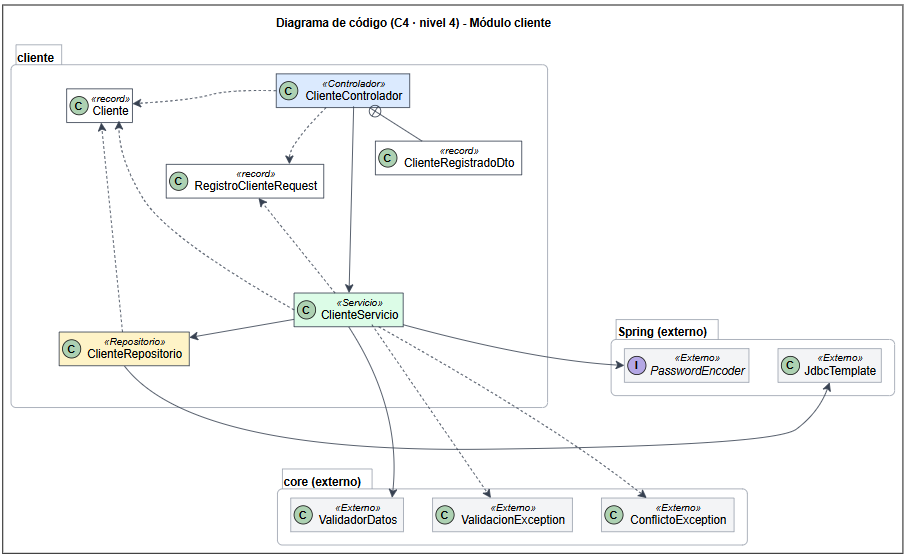 Diagrama de código (C4 · nivel 4) - Módulo cliente
cliente
C
«record»
Cliente
C
«Controlador»
ClienteControlador
C
«record»
ClienteRegistradoDto
C
«record»
RegistroClienteRequest
C
«Servicio»
ClienteServicio
C
«Repositorio»
ClienteRepositorio
Spring (externo)
I
«Externo»
PasswordEncoder
C
«Externo»
JdbcTemplate
core (externo)
C
«Externo»
ValidadorDatos
C
«Externo»
ValidacionException
C
«Externo»
ConflictoException